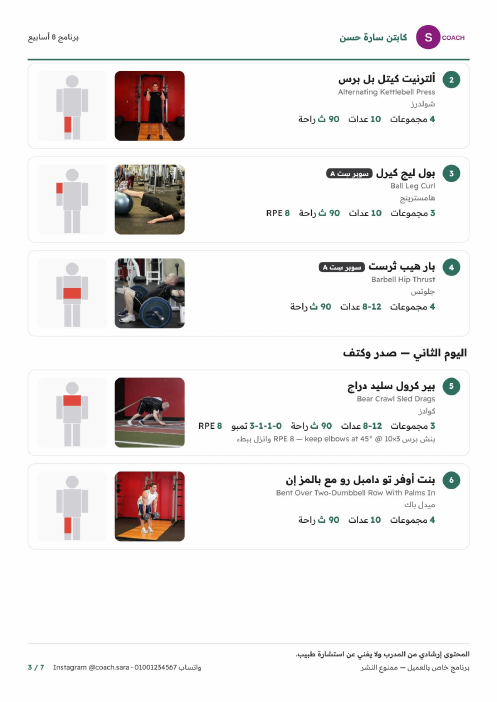 S COACH
كابتن سارة حسن
برنامج 8 أسابيع
2
ألترنيت كيتل بل برس
Alternating Kettlebell Press
شولدرز
4 مجموعات 10 عدات 90 ث راحة
3
بول ليج كيرل سوبر سِت A
Ball Leg Curl
هامسترينج
3 مجموعات 10 عدات 90 ث راحة RPE 8
4
بار هيب ثرست سوبر سِت A
Barbell Hip Thrust
جلوتس
4 مجموعات 8-12 عدات 90 ث راحة
اليوم الثاني — صدر وكتف
5
بير كرول سليد دراج
Bear Crawl Sled Drags
كوادز
3 مجموعات 8-12 عدات 90 ث راحة 3-1-1-0 تمبو RPE 8
بنش برس 3×10 @ RPE 8 — keep elbows at 45° وانزل ببطء
6
بنت أوفر تو دامبل رو مع بالمز إن
Bent Over Two-Dumbbell Row With Palms In
ميدل باك
4 مجموعات 10 عدات 90 ث راحة
المحتوى إرشادي من المدرب ولا يغني عن استشارة طبيب.
برنامج خاص بالعميل — ممنوع النشر
واتساب 01001234567 · Instagram @coach.sara
3 / 7